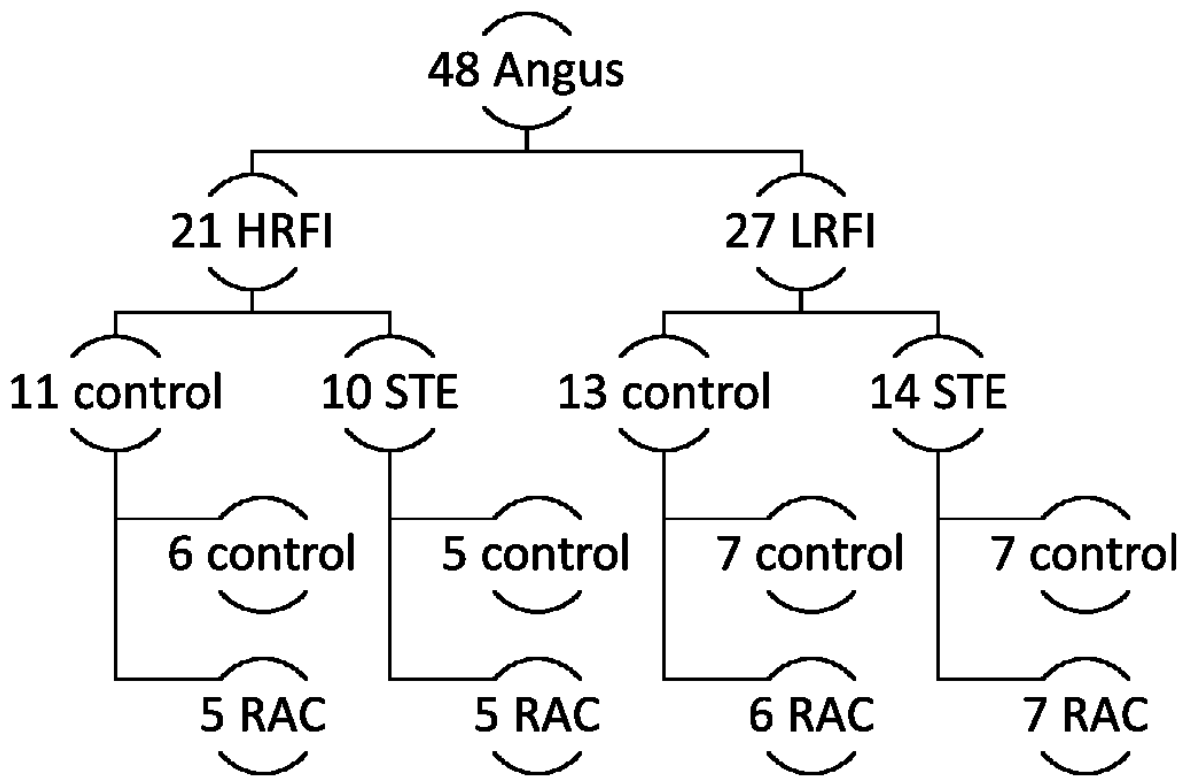 48 Angus
21 HRFI
27 LRFI
11 control
10 STE
13 control
14 STE
6 control
5 control
7 control
7 control
5 RAC
5 RAC
6 RAC
7 RAC